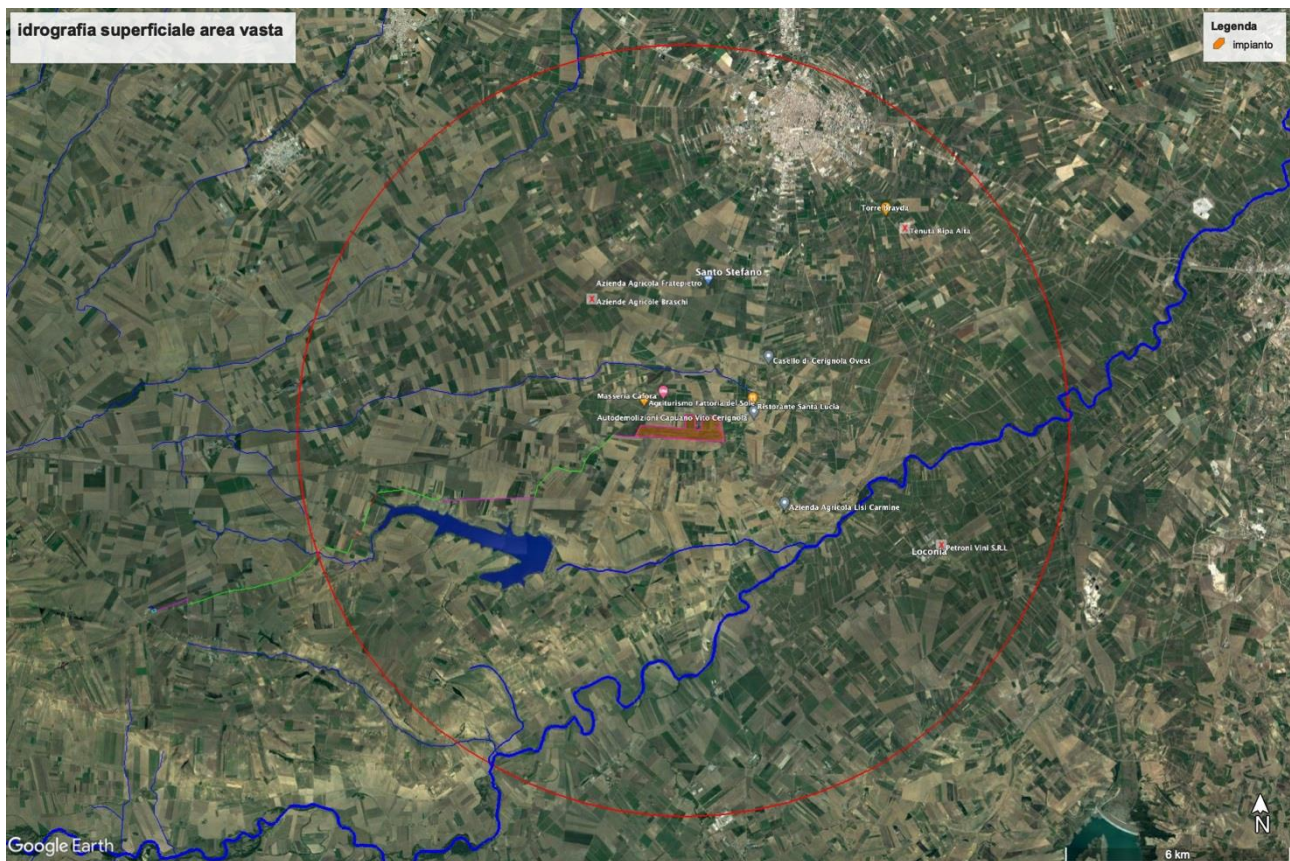 idrografia superficiale area vasta
Legenda
impianto
Torre Brayda
Tenuta Ripa Alta
Santo Stefano
Azienda Agricola Fratepietro
Aziende Agricole Braschi
Casello di Cerignola Ovest
Masseria Cafora
Agriturismo Fattoria del Sole
Ristorante Santa Lucia
Autodemolizioni Capuano Vito Cerignola
Azienda Agricola Lisi Carmine
Loconia
Petroni Vini S.R.L
N
Google Earth
6 km